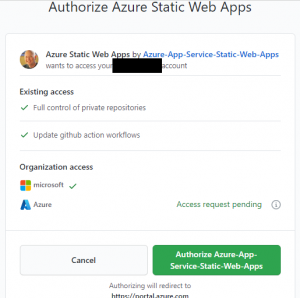 Authorize Azure Static Web Apps
Azure Static Web Apps by Azure-App-Service-Static-Web-Apps
wants to access your account
Existing access
Full control of private repositories
Update github action workflows
Organization access
microsoft
Azure Access request pending
Cancel
Authorize Azure-App-
Service-Static-Web-Apps
Authorizing will redirect to
https://portal.azure.com